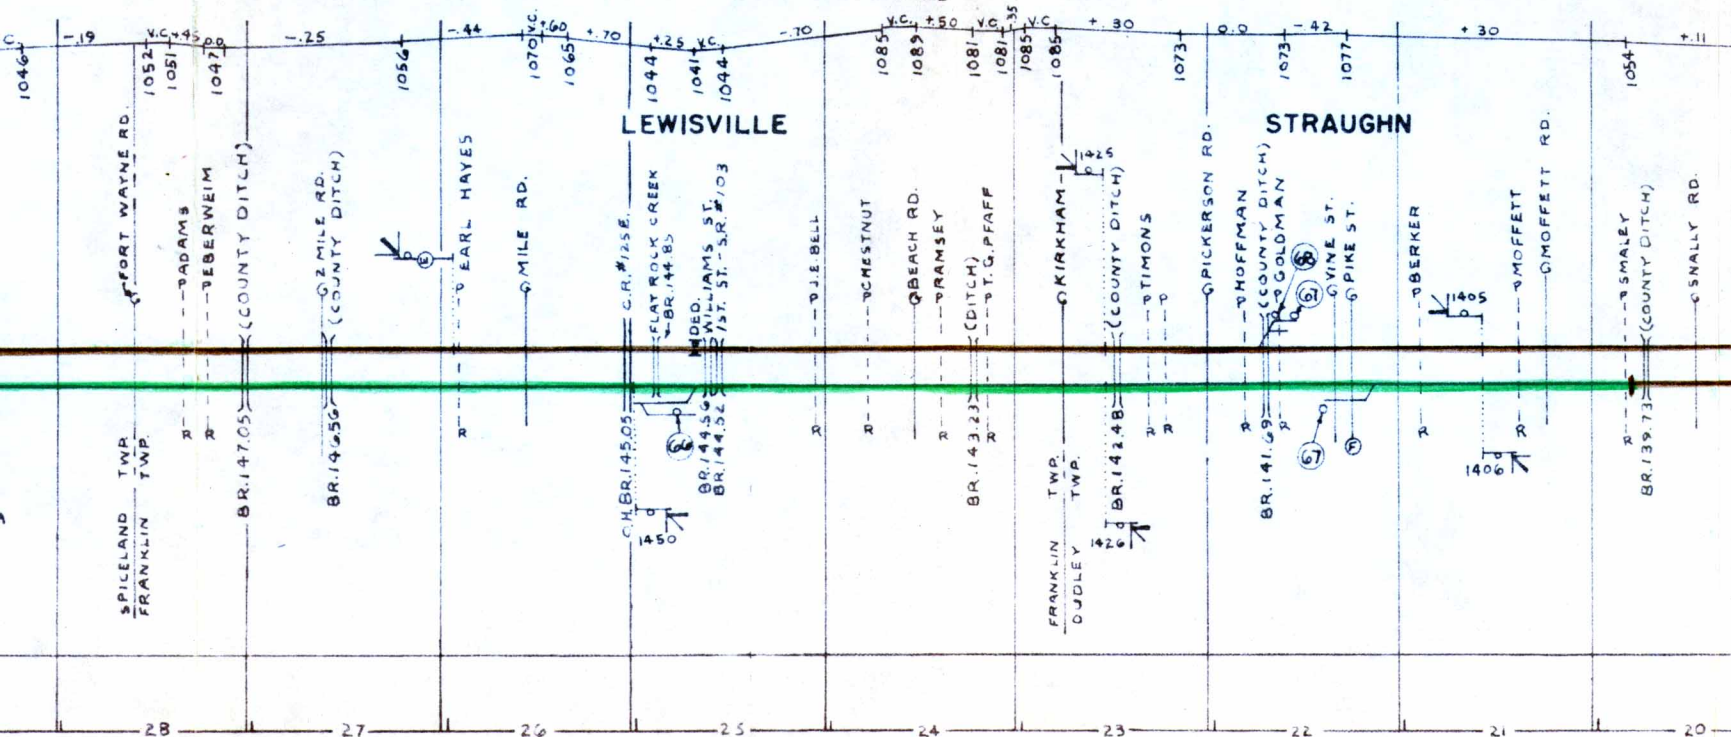 C. -.19 V.C. +.45 0.0 -.25 -.44 V.C. +.60 +.70 +.25 V.C. -.70 V.C. +.50 V.C. .35 V.C. +.30 0.0 -.42 +.30 +.11
1046 1052 1051 1047 1056 1070 1065 1044 1041 1044 1085 1089 1081 1081 1085 1085 1073 1073 1077 1054
LEWISVILLE
STRAUGHN
FORT WAYNE RD.
ADAMS
EBERWEIM
(COUNTY DITCH)
2 MILE RD.
(COUNTY DITCH)
E
EARL HAYES
MILE RD.
C.R. #125 E.
FLAT ROCK CREEK
BR.144.85
DED.
WILLIAMS ST.
1ST. ST. - S.R. #103
J.E. BELL
CHESTNUT
BEACH RD.
RAMSEY
(DITCH)
T.G. PFAFF
KIRKHAM
1425
(COUNTY DITCH)
TIMONS
PICKERSON RD.
HOFFMAN
(COUNTY DITCH)
GOLDMAN
68
67
VINE ST.
PIKE ST.
BERKER
1405
MOFFETT
MOFFETT RD.
SMALEY
(COUNTY DITCH)
SNALLY RD.
SPICELAND TWP.
FRANKLIN TWP.
R
R
BR.147.05
BR.146.56
R
O.H.BR.145.05
1450
66
BR.144.56
BR.144.52
R
R
R
BR.143.23
R
FRANKLIN TWP.
DUDLEY TWP.
BR.142.48
1426
R
R
R
BR.141.69
R
67
F
R
1406
R
R
BR.139.73
28 27 26 25 24 23 22 21 20